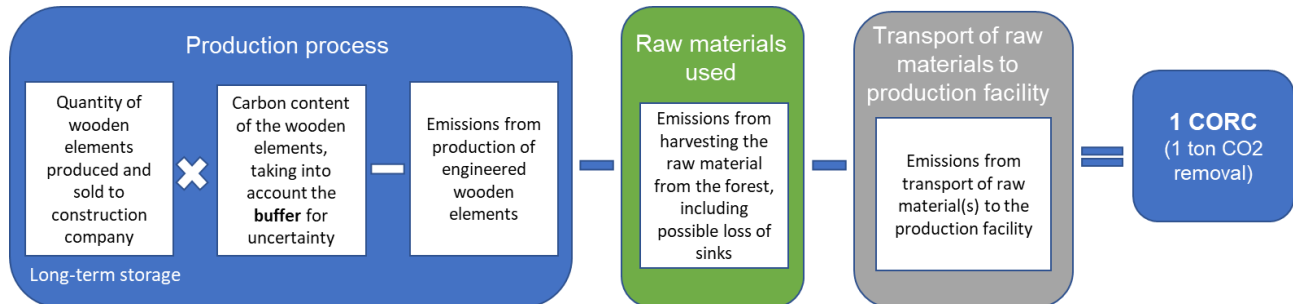 Production process
Quantity of
wooden
elements
produced and
sold to
construction
company
Carbon content
of the wooden
elements,
taking into
account the
buffer for
uncertainty
Emissions from
production of
engineered
wooden
elements
Long-term storage
Raw materials
used
Emissions from
harvesting the
raw material
from the forest,
including
possible loss of
sinks
Transport of raw
materials to
production facility
Emissions from
transport of raw
material(s) to the
production facility
1 CORC
(1 ton CO2
removal)